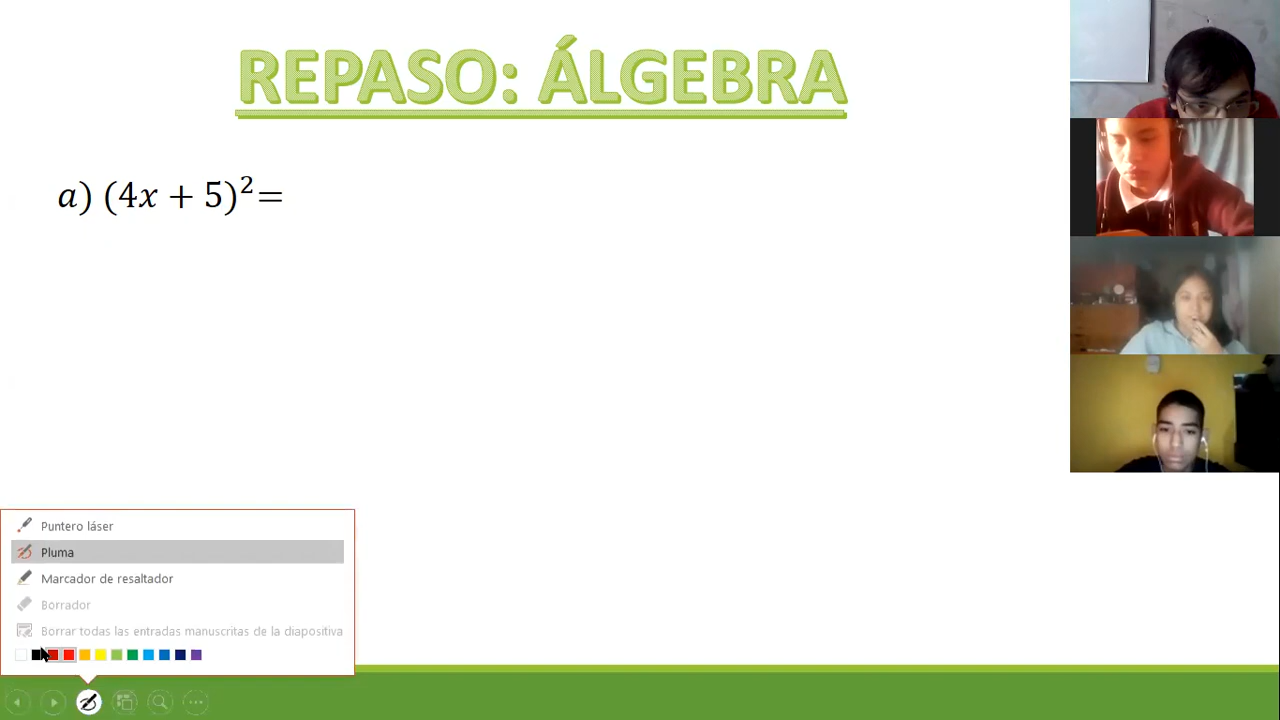 REPASO: ÁLGEBRA
a) (4x + 5)²=
Puntero láser
Pluma
Marcador de resaltador
Borrador
Borrar todas las entradas manuscritas de la diapositiva